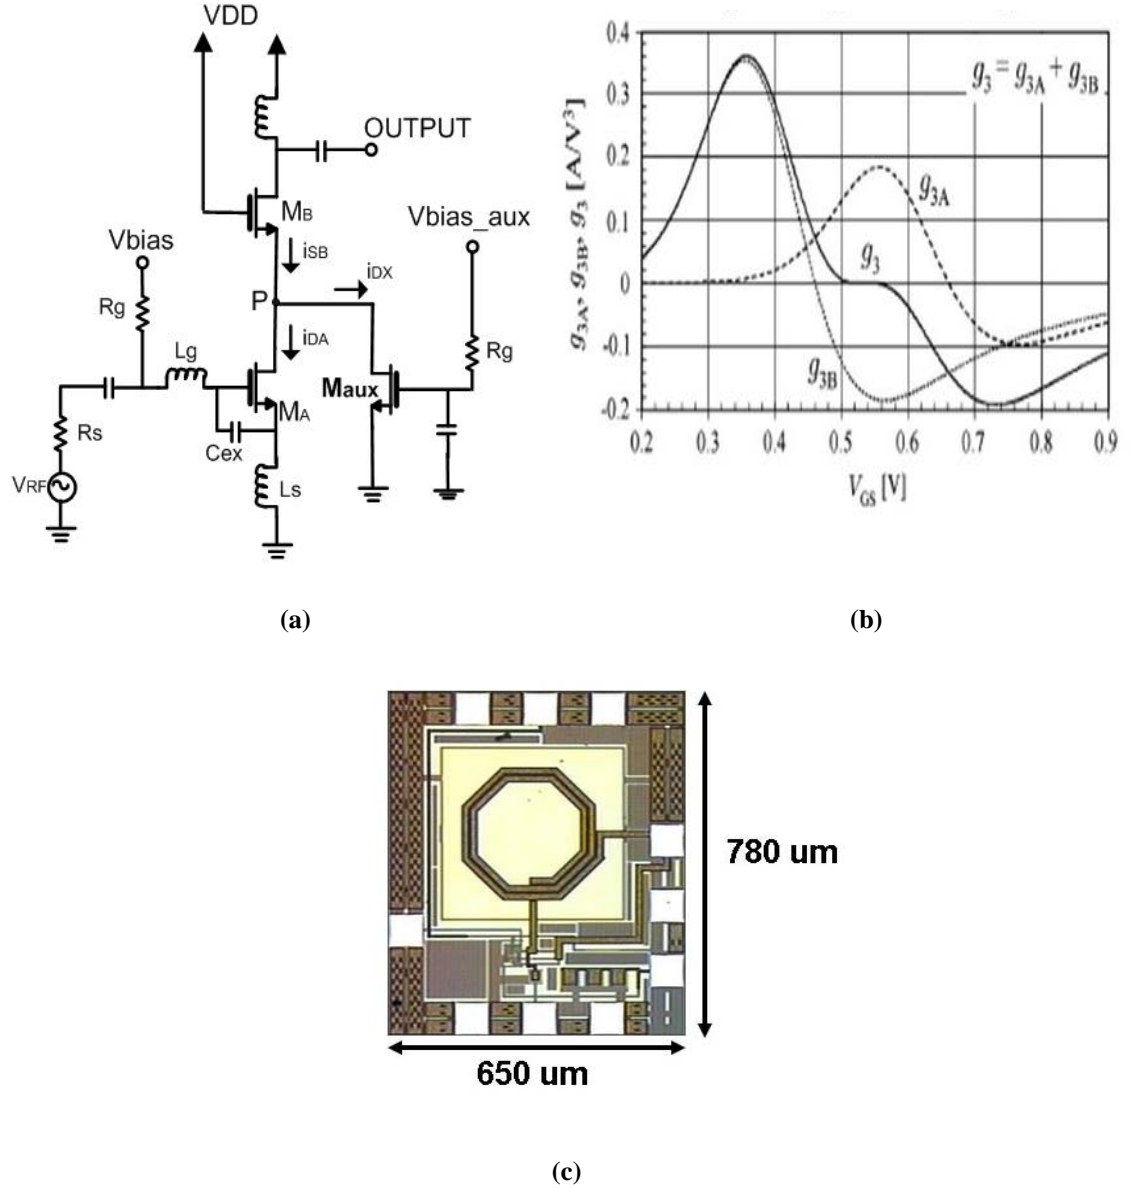 VDD
OUTPUT
MB
Vbias
Vbias_aux
iSB
iDX
P
Rg
iDA
Lg
Rg
Maux
MA
Rs
Cex
VRF
Ls
(a)
g3 = g3A + g3B
g3A, g3B, g3 [A/V³]
0.4
0.3
0.2
0.1
0
-0.1
-0.2
g3A
g3
g3B
0.2 0.3 0.4 0.5 0.6 0.7 0.8 0.9
VGS [V]
(b)
780 um
650 um
(c)